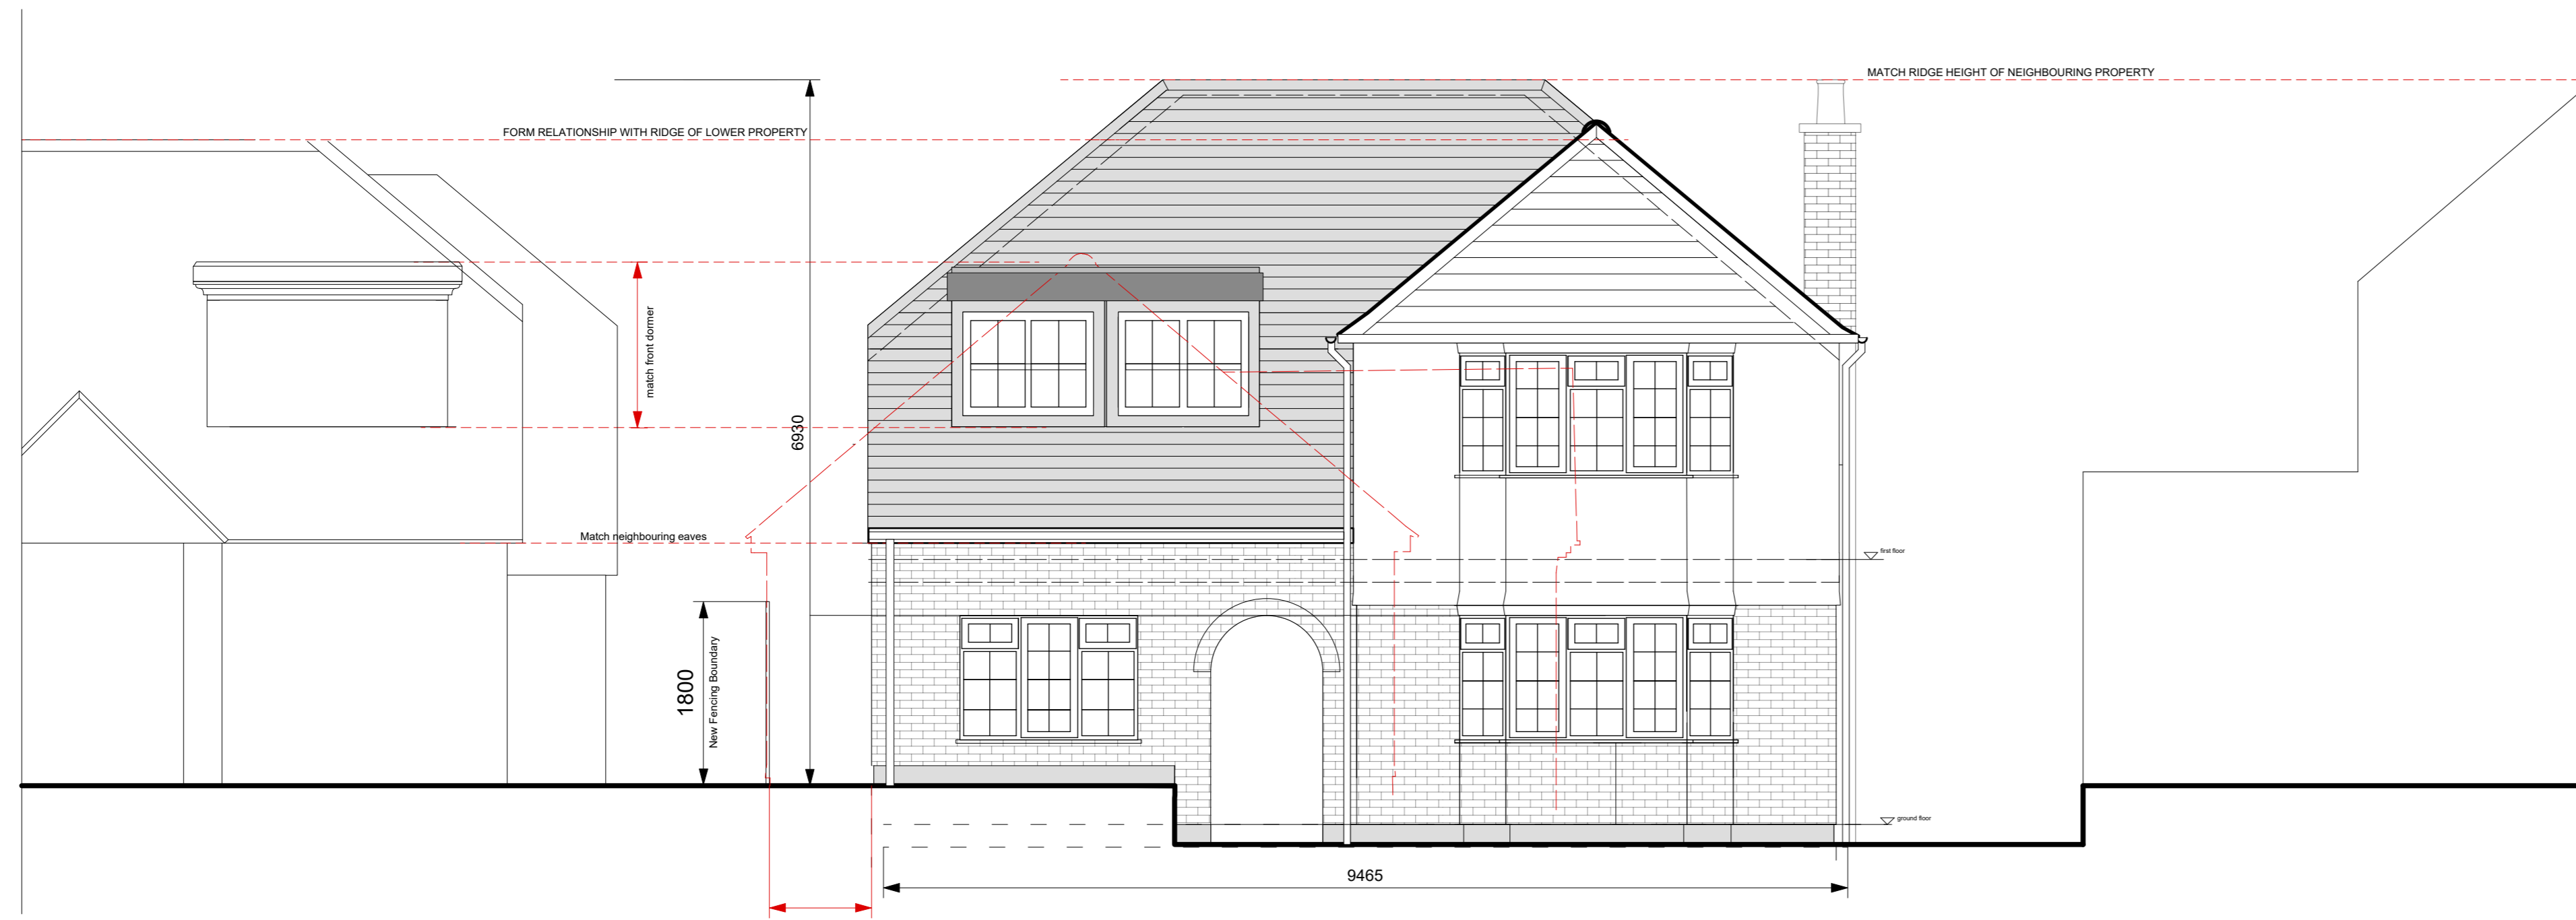 MATCH RIDGE HEIGHT OF NEIGHBOURING PROPERTY
FORM RELATIONSHIP WITH RIDGE OF LOWER PROPERTY
match front dormer
6930
Match neighbouring eaves
first floor
1800
New Fencing Boundary
ground floor
9465